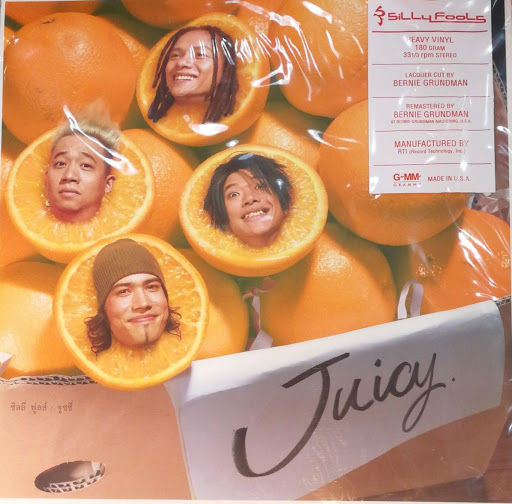 SiLLy FooLs
HEAVY VINYL
180 GRAM
33 1/3 rpm STEREO
LACQUER CUT BY
BERNIE GRUNDMAN
REMASTERED BY
BERNIE GRUNDMAN
AT BERNIE GRUNDMAN MASTERING, U.S.A.
MANUFACTURED BY
RTI (Record Technology, Inc.)
G-MM'
GRAMMY
MADE IN U.S.A.
Juicy.
ซิลลี่ ฟูลส์ : จูซซี่